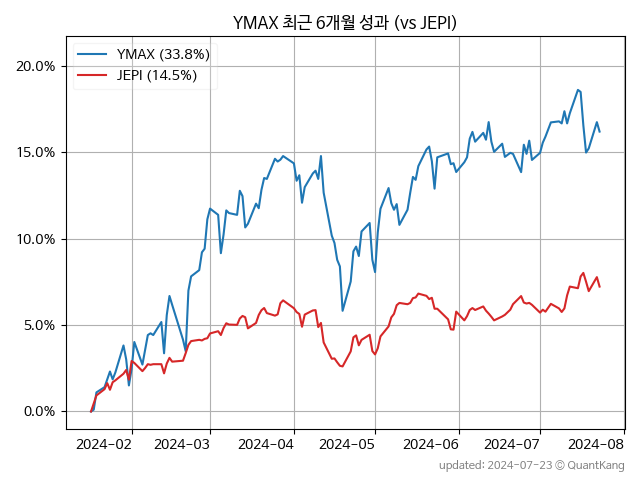 YMAX 최근 6개월 성과 (vs JEPI)
YMAX (33.8%)
JEPI (14.5%)
20.0%
15.0%
10.0%
5.0%
0.0%
2024-02 2024-03 2024-04 2024-05 2024-06 2024-07 2024-08
updated: 2024-07-23 © QuantKang